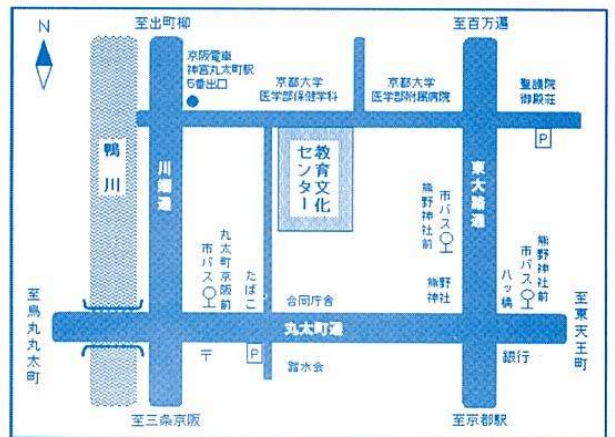 N
至出町柳
至百万遍
京阪電車
神宮丸太町駅
5番出口
京都大学
医学部保健学科
京都大学
医学部附属病院
聖護院
御殿荘
P
鴨川
川端通
教育文化
センター
東大路通
市バス
熊野神社前
熊野神社前
市バス
丸太町京阪前
市バス
たばこ
合同庁舎
熊野
神社
八ッ橋
至烏丸丸太町
丸太町通
至東天王町
〒
P
踏水会
銀行
至三条京阪
至京都駅